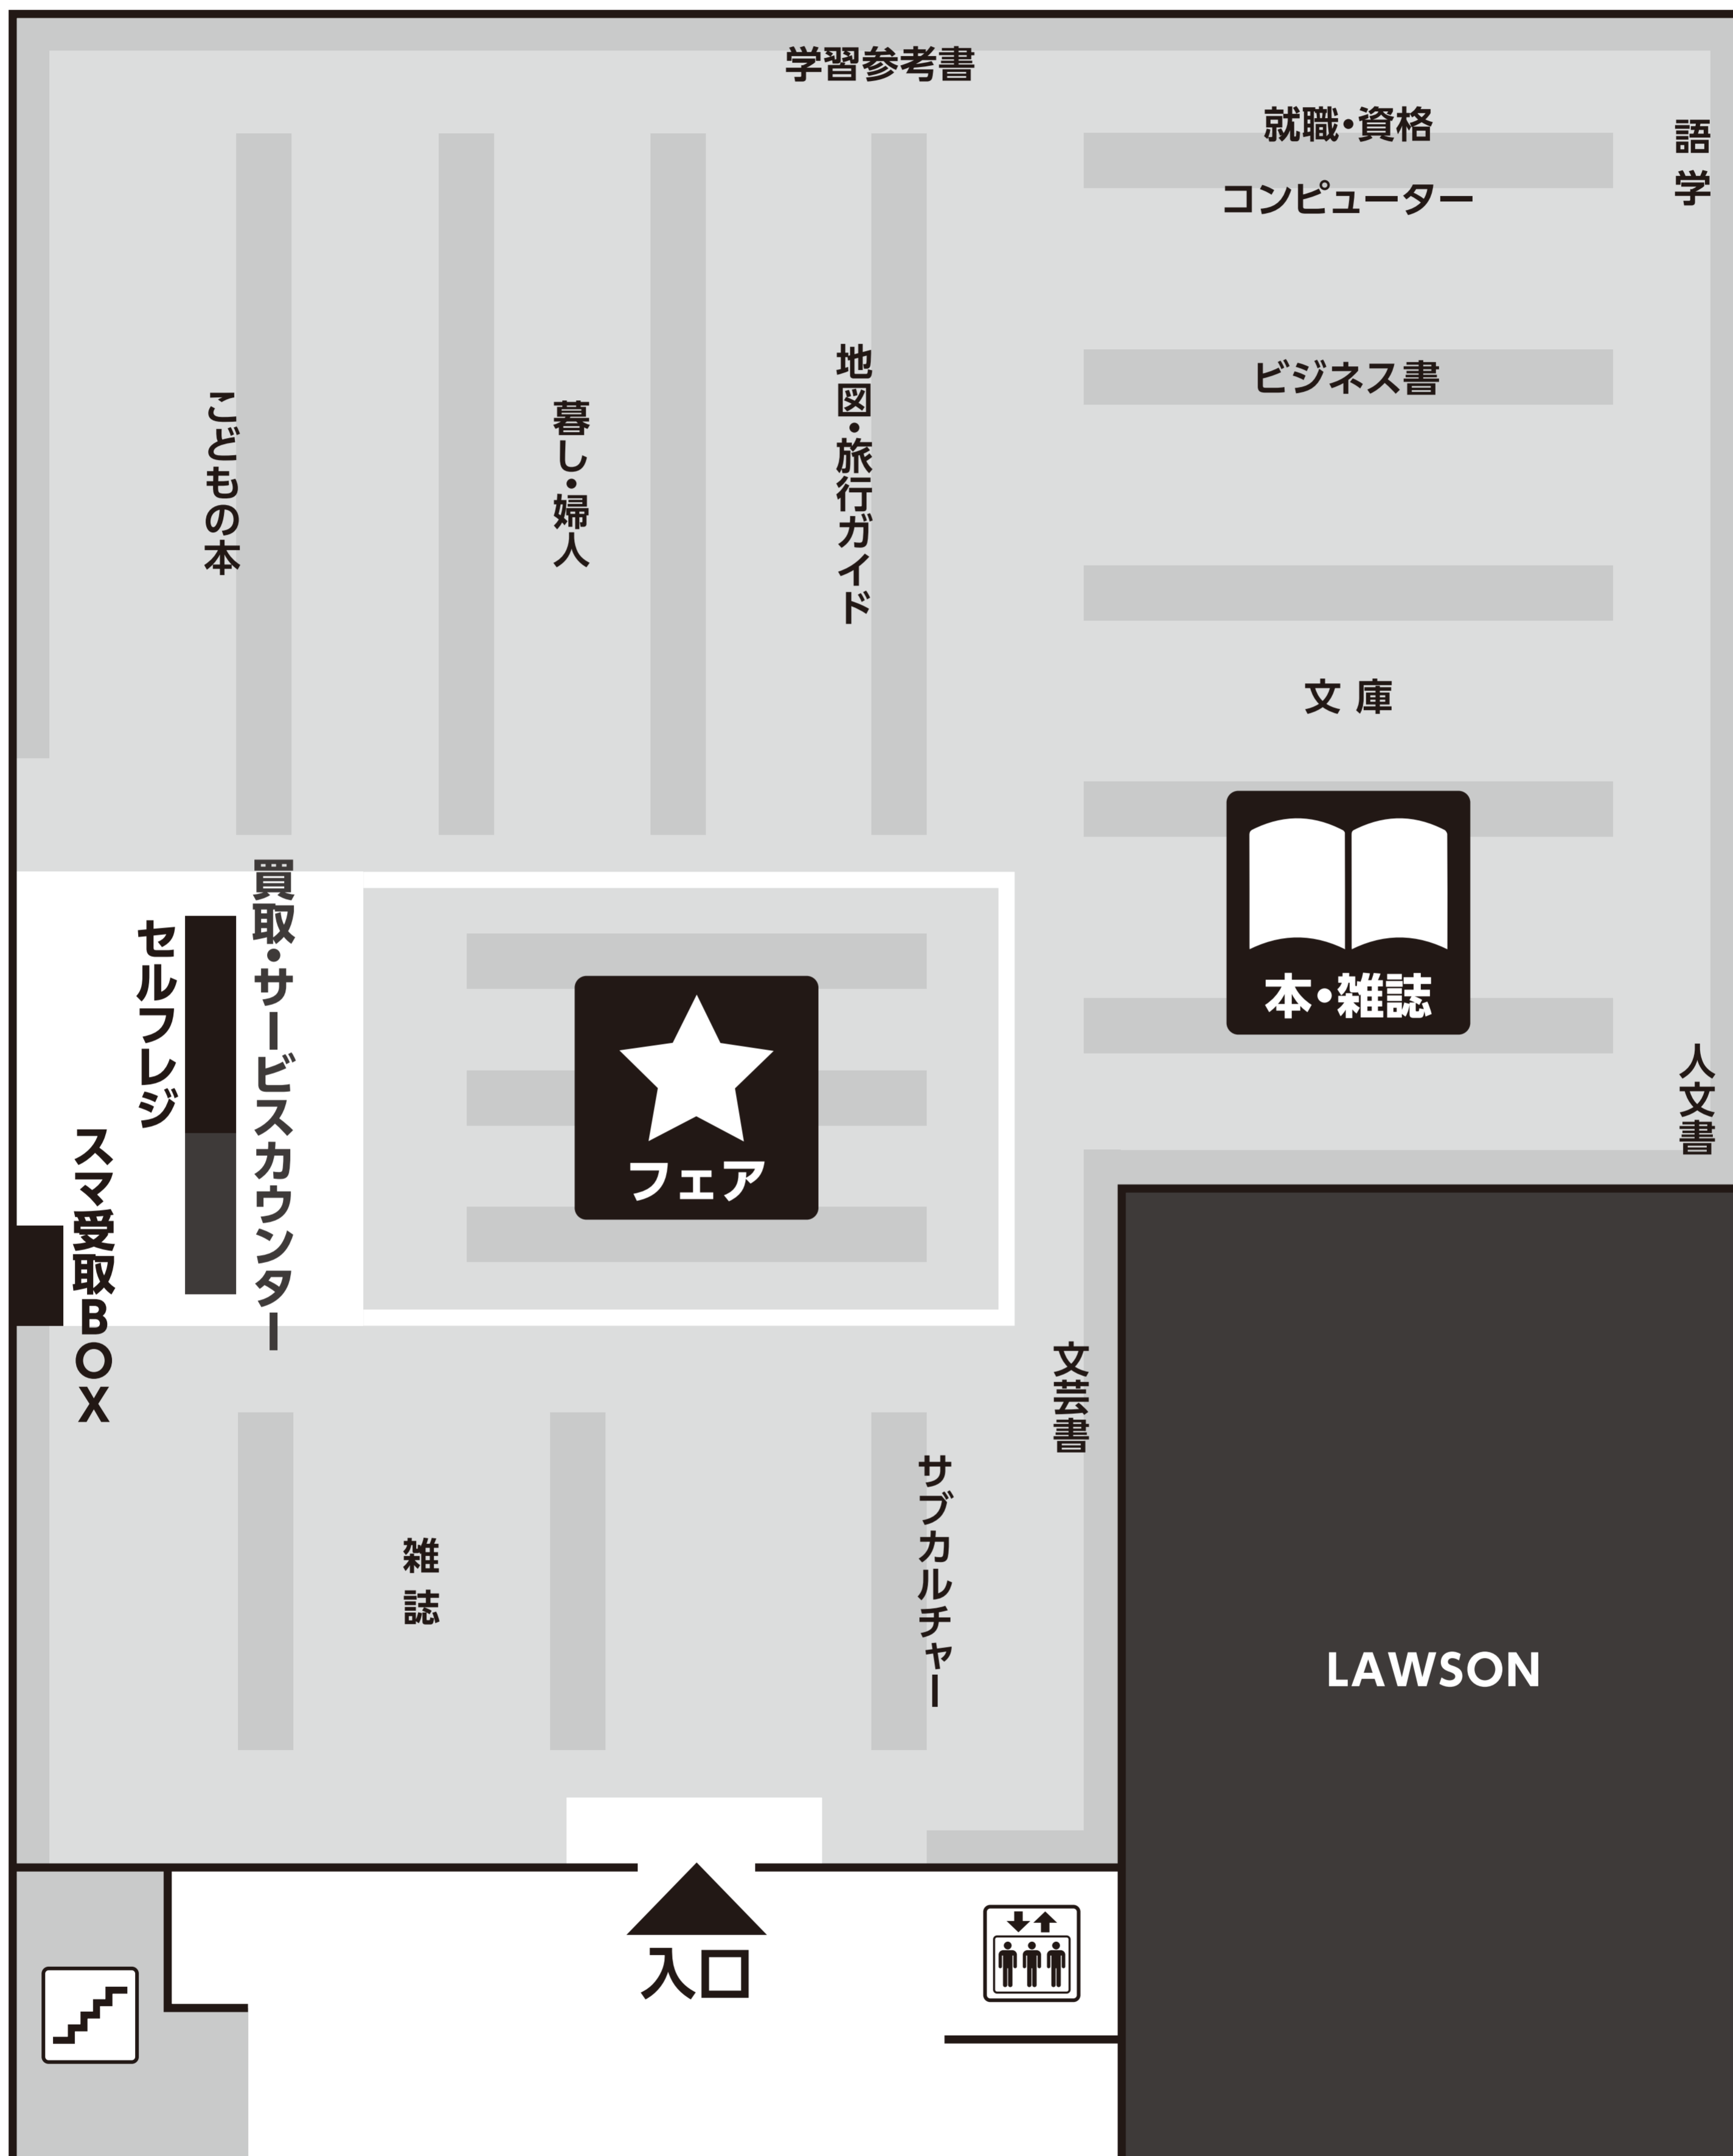 学習参考書
就職・資格
語学
コンピューター
地図・旅行ガイド
ビジネス書
こどもの本
暮し・婦人
文庫
買取・サービスカウンター
セルフレジ
本・雑誌
人文書
スマ受取BOX
フェア
文芸書
サブカルチャー
雑誌
LAWSON
入口